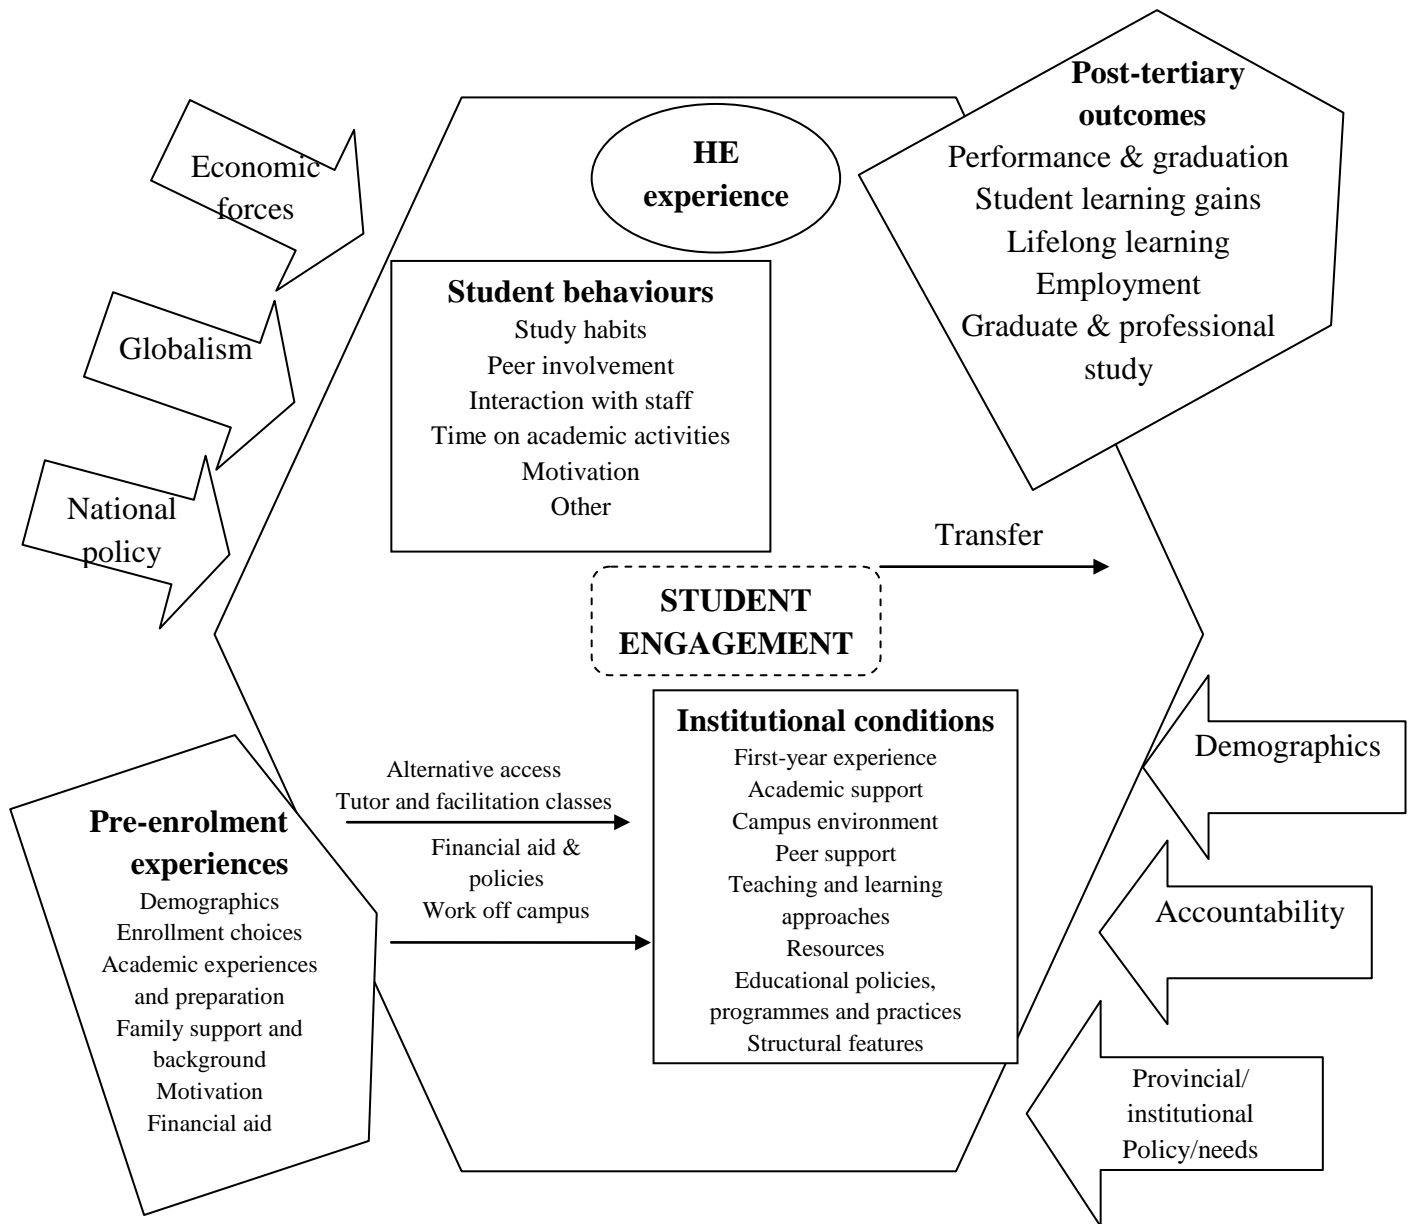 Post-tertiary
outcomes
Performance & graduation
Student learning gains
Lifelong learning
Employment
Graduate & professional
study
HE
experience
Economic
forces
Globalism
National
policy
Student behaviours
Study habits
Peer involvement
Interaction with staff
Time on academic activities
Motivation
Other
Transfer
STUDENT
ENGAGEMENT
Institutional conditions
First-year experience
Academic support
Campus environment
Peer support
Teaching and learning
approaches
Resources
Educational policies,
programmes and practices
Structural features
Alternative access
Tutor and facilitation classes
Financial aid &
policies
Work off campus
Pre-enrolment
experiences
Demographics
Enrollment choices
Academic experiences
and preparation
Family support and
background
Motivation
Financial aid
Demographics
Accountability
Provincial/
institutional
Policy/needs